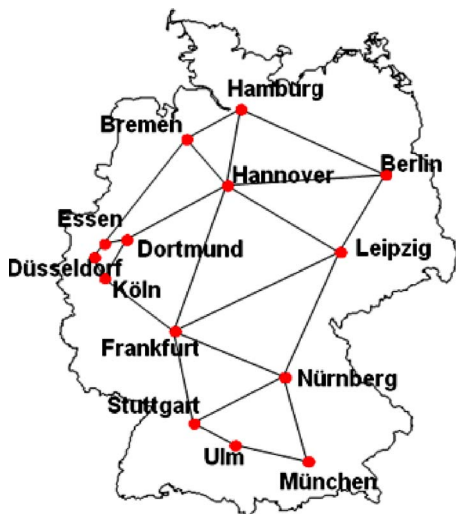 Hamburg
Bremen
Berlin
Hannover
Essen
Dortmund
Leipzig
Düsseldorf
Köln
Frankfurt
Nürnberg
Stuttgart
Ulm
München